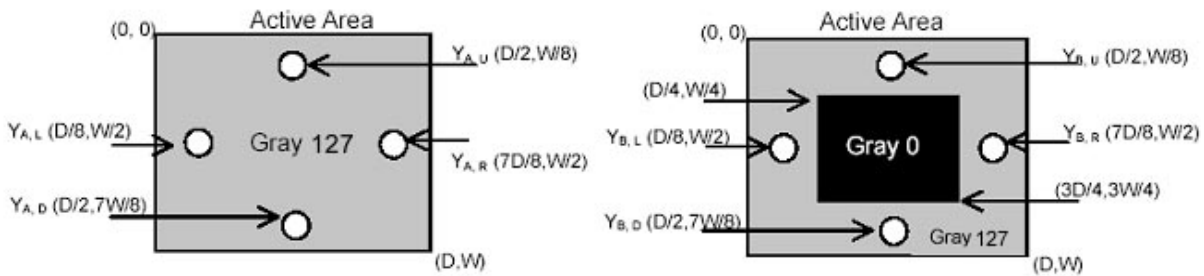 Active Area
(0, 0)
Y_A, U (D/2,W/8)
Y_A, L (D/8,W/2)
Gray 127
Y_A, R (7D/8,W/2)
Y_A, D (D/2,7W/8)
(D,W)
Active Area
(0, 0)
Y_B, U (D/2,W/8)
(D/4,W/4)
Y_B, L (D/8,W/2)
Gray 0
Y_B, R (7D/8,W/2)
(3D/4,3W/4)
Y_B, D (D/2,7W/8)
Gray 127
(D,W)